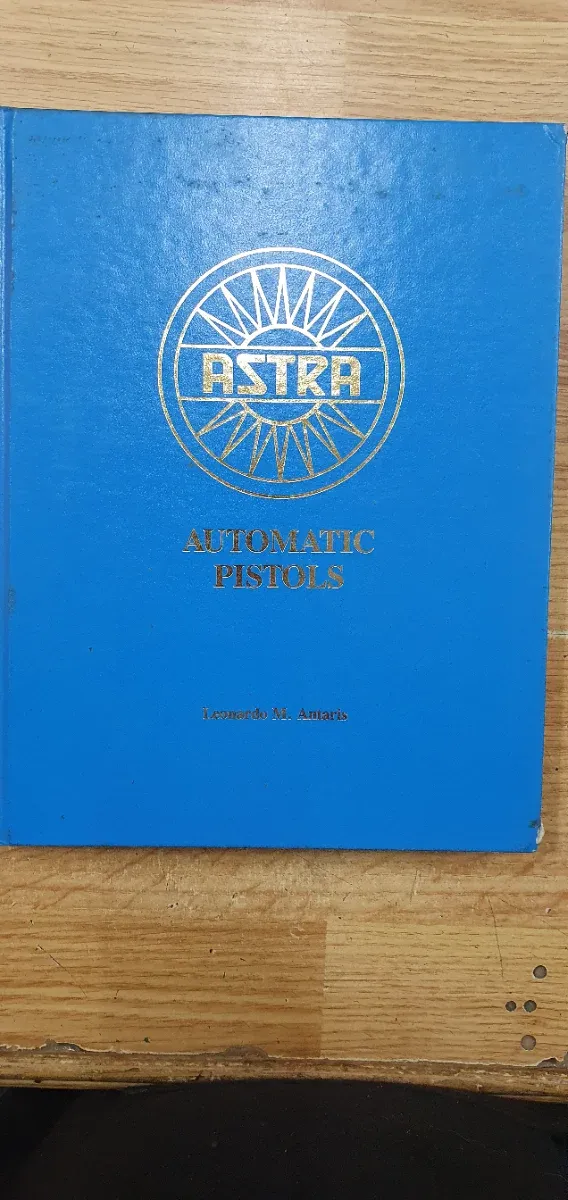 ASTRA
AUTOMATIC
PISTOLS
Leonardo M. Antaris